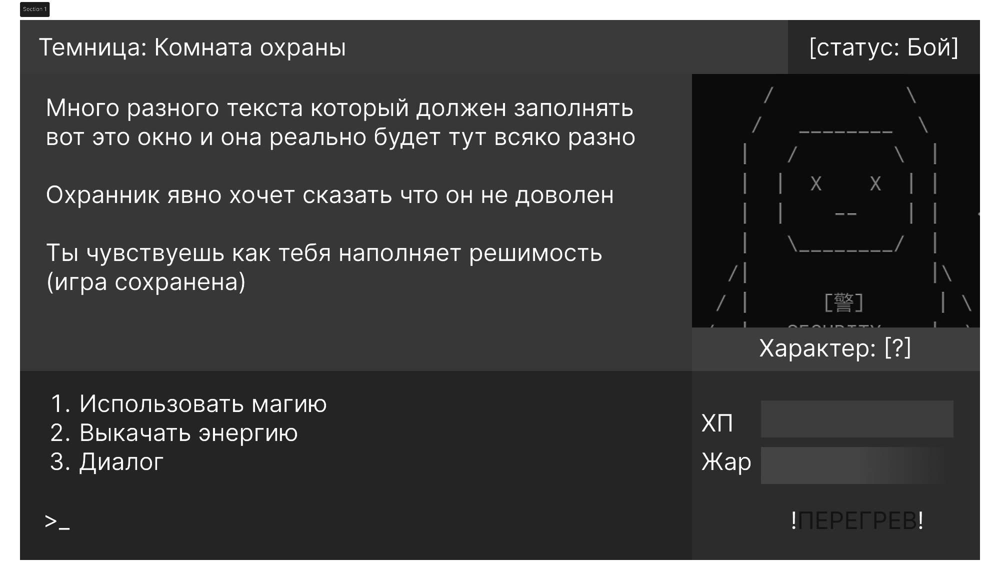 Section 1
Темница: Комната охраны
[статус: Бой]
Много разного текста который должен заполнять
вот это окно и она реально будет тут всяко разно
Охранник явно хочет сказать что он не доволен
Ты чувствуешь как тебя наполняет решимость
(игра сохранена)
X X
[警]
SECURITY
Характер: [?]
1. Использовать магию
2. Выкачать энергию
3. Диалог
>_
ХП
Жар
!ПЕРЕГРЕВ!